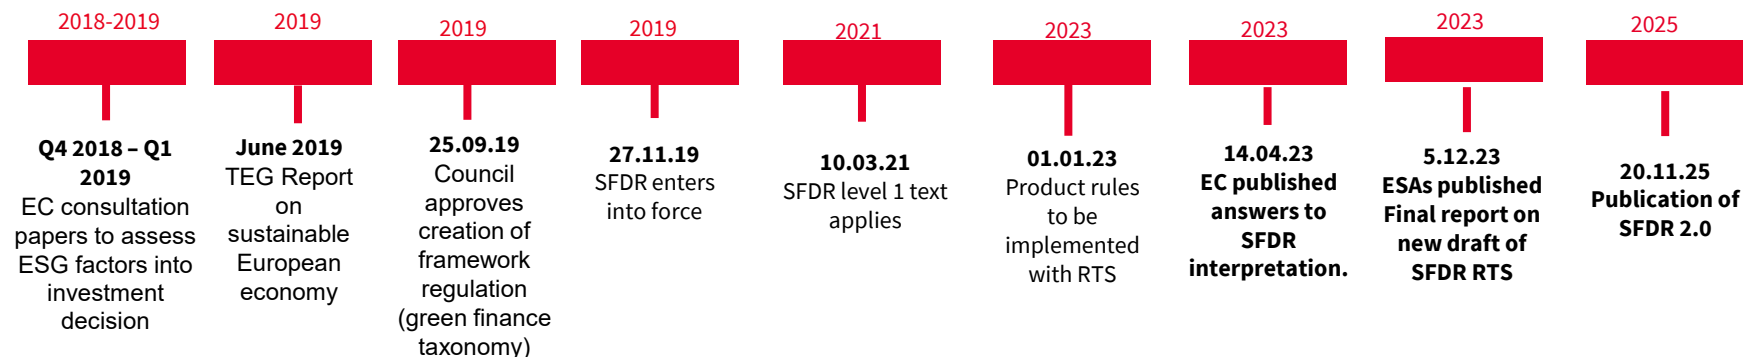 2018-2019
Q4 2018 – Q1
2019
EC consultation
papers to assess
ESG factors into
investment
decision
2019
June 2019
TEG Report
on
sustainable
European
economy
2019
25.09.19
Council
approves
creation of
framework
regulation
(green finance
taxonomy)
2019
27.11.19
SFDR enters
into force
2021
10.03.21
SFDR level 1 text
applies
2023
01.01.23
Product rules
to be
implemented
with RTS
2023
14.04.23
EC published
answers to
SFDR
interpretation.
2023
5.12.23
ESAs published
Final report on
new draft of
SFDR RTS
2025
20.11.25
Publication of
SFDR 2.0